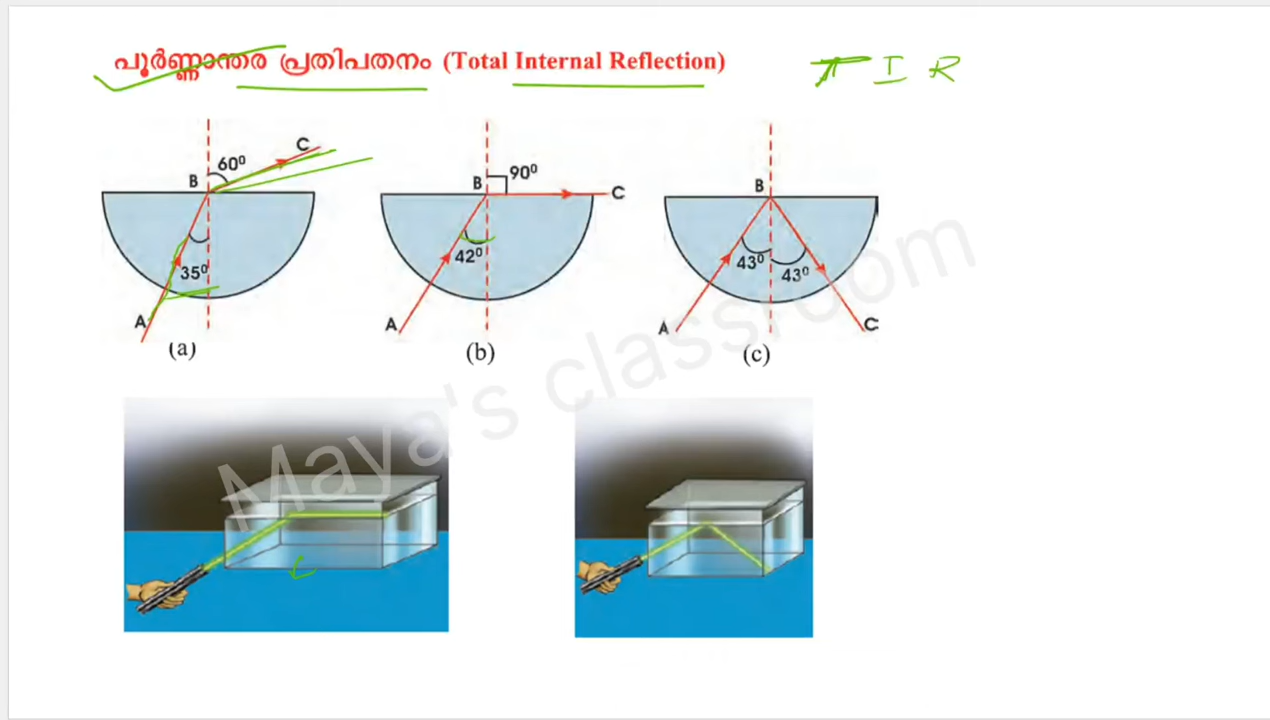 പൂർണ്ണാന്തര പ്രതിപതനം (Total Internal Reflection)
TIR
C
60⁰
B
35⁰
A
(a)
B
90⁰
C
42⁰
A
(b)
B
43⁰
43⁰
A
C
(c)
Maya's classroom